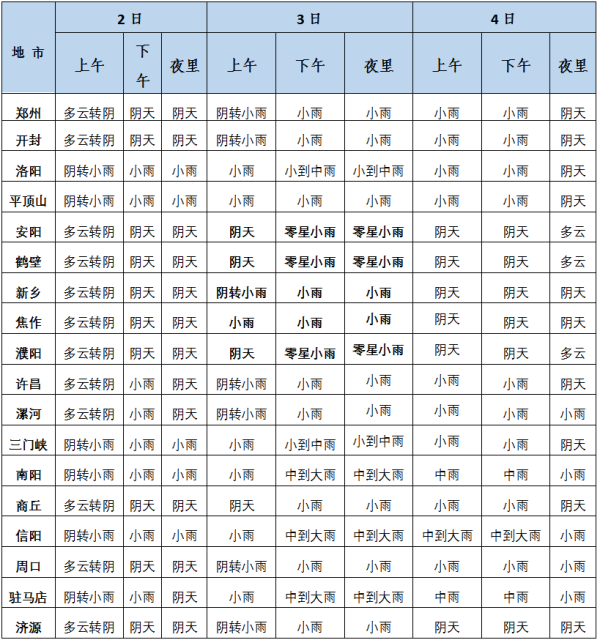 地 市 2日 3日 4日
上午 下午 夜里 上午 下午 夜里 上午 下午 夜里
郑州 多云转阴 阴天 阴天 阴转小雨 小雨 小雨 小雨 小雨 阴天
开封 多云转阴 阴天 阴天 阴转小雨 小雨 小雨 小雨 小雨 阴天
洛阳 阴转小雨 小雨 小雨 小雨 小到中雨 小到中雨 小雨 小雨 阴天
平顶山 阴转小雨 小雨 小雨 小雨 小雨 小雨 小雨 小雨 阴天
安阳 多云转阴 阴天 阴天 阴天 零星小雨 零星小雨 阴天 阴天 多云
鹤壁 多云转阴 阴天 阴天 阴天 零星小雨 零星小雨 阴天 阴天 多云
新乡 多云转阴 阴天 阴天 阴转小雨 小雨 小雨 阴天 阴天 阴天
焦作 多云转阴 阴天 阴天 小雨 小雨 小雨 阴天 阴天 阴天
濮阳 多云转阴 阴天 阴天 阴天 零星小雨 零星小雨 阴天 阴天 多云
许昌 多云转阴 小雨 阴天 阴转小雨 小雨 小雨 小雨 小雨 阴天
漯河 多云转阴 小雨 阴天 阴转小雨 小雨 小雨 小雨 小雨 小雨
三门峡 阴转小雨 小雨 小雨 小雨 小到中雨 小到中雨 小雨 小雨 阴天
南阳 阴转小雨 小雨 小雨 小雨 中到大雨 中到大雨 中雨 中雨 小雨
商丘 多云转阴 阴天 阴天 阴天 小雨 小雨 小雨 小雨 阴天
信阳 阴转小雨 小雨 小雨 小雨 中到大雨 中到大雨 中到大雨 中到大雨 小雨
周口 多云转阴 阴天 阴天 阴转小雨 小雨 小雨 小雨 小雨 小雨
驻马店 阴转小雨 小雨 阴天 小雨 中到大雨 中到大雨 中雨 中雨 小雨
济源 多云转阴 阴天 阴天 阴转小雨 小雨 小雨 阴天 阴天 阴天